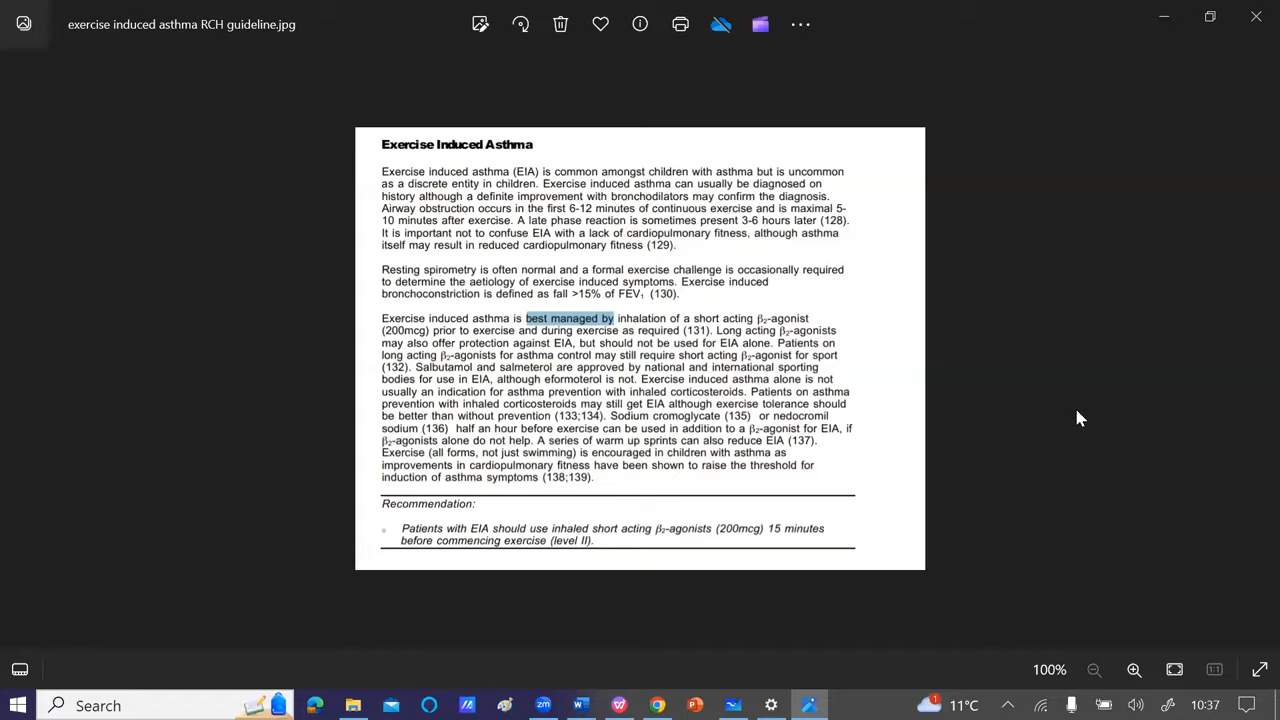 exercise induced asthma RCH guideline.jpg
Exercise Induced Asthma
Exercise induced asthma (EIA) is common amongst children with asthma but is uncommon
as a discrete entity in children. Exercise induced asthma can usually be diagnosed on
history although a definite improvement with bronchodilators may confirm the diagnosis.
Airway obstruction occurs in the first 6-12 minutes of continuous exercise and is maximal 5-
10 minutes after exercise. A late phase reaction is sometimes present 3-6 hours later (128).
It is important not to confuse EIA with a lack of cardiopulmonary fitness, although asthma
itself may result in reduced cardiopulmonary fitness (129).
Resting spirometry is often normal and a formal exercise challenge is occasionally required
to determine the aetiology of exercise induced symptoms. Exercise induced
bronchoconstriction is defined as fall >15% of FEV₁ (130).
Exercise induced asthma is best managed by inhalation of a short acting β₂-agonist
(200mcg) prior to exercise and during exercise as required (131). Long acting β₂-agonists
may also offer protection against EIA, but should not be used for EIA alone. Patients on
long acting β₂-agonists for asthma control may still require short acting β₂-agonist for sport
(132). Salbutamol and salmeterol are approved by national and international sporting
bodies for use in EIA, although eformoterol is not. Exercise induced asthma alone is not
usually an indication for asthma prevention with inhaled corticosteroids. Patients on asthma
prevention with inhaled corticosteroids may still get EIA although exercise tolerance should
be better than without prevention (133;134). Sodium cromoglycate (135) or nedocromil
sodium (136) half an hour before exercise can be used in addition to a β₂-agonist for EIA, if
β₂-agonists alone do not help. A series of warm up sprints can also reduce EIA (137).
Exercise (all forms, not just swimming) is encouraged in children with asthma as
improvements in cardiopulmonary fitness have been shown to raise the threshold for
induction of asthma symptoms (138;139).
Recommendation:
Patients with EIA should use inhaled short acting β₂-agonists (200mcg) 15 minutes
before commencing exercise (level II).
100%
1:1
Search
zm
1
11°C
10:37